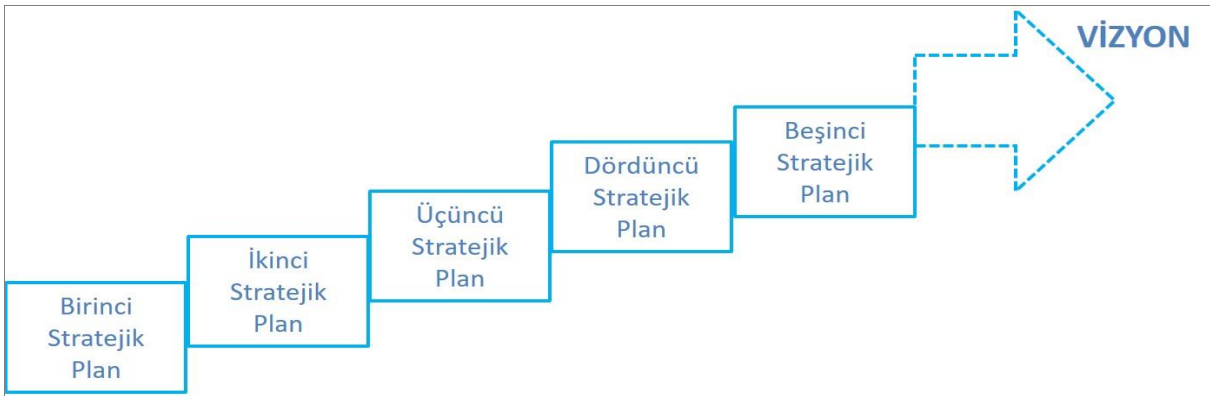 Birinci
Stratejik
Plan
İkinci
Stratejik
Plan
Üçüncü
Stratejik
Plan
Dördüncü
Stratejik
Plan
Beşinci
Stratejik
Plan
VİZYON